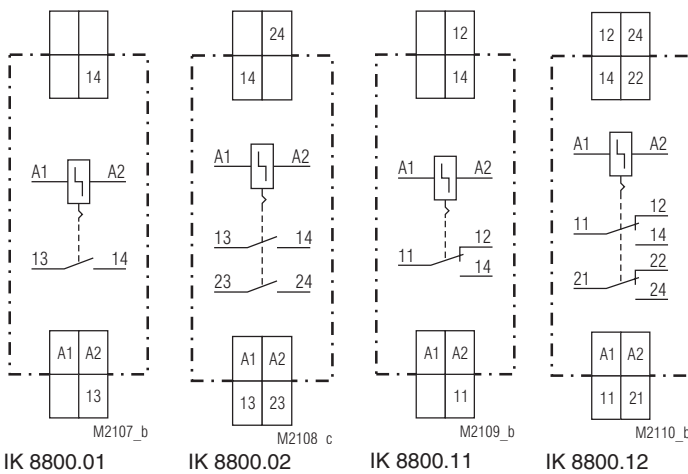 24
14
14
A1 A2
13 14
A1 A2
13
M2107_b
IK 8800.01
24
14
A1 A2
13 14
23 24
A1 A2
13 23
M2108 c
IK 8800.02
12
14
A1 A2
11 12
14
A1 A2
11
M2109_b
IK 8800.11
12 24
14 22
A1 A2
11 12
14
21 22
24
A1 A2
11 21
M2110_b
IK 8800.12